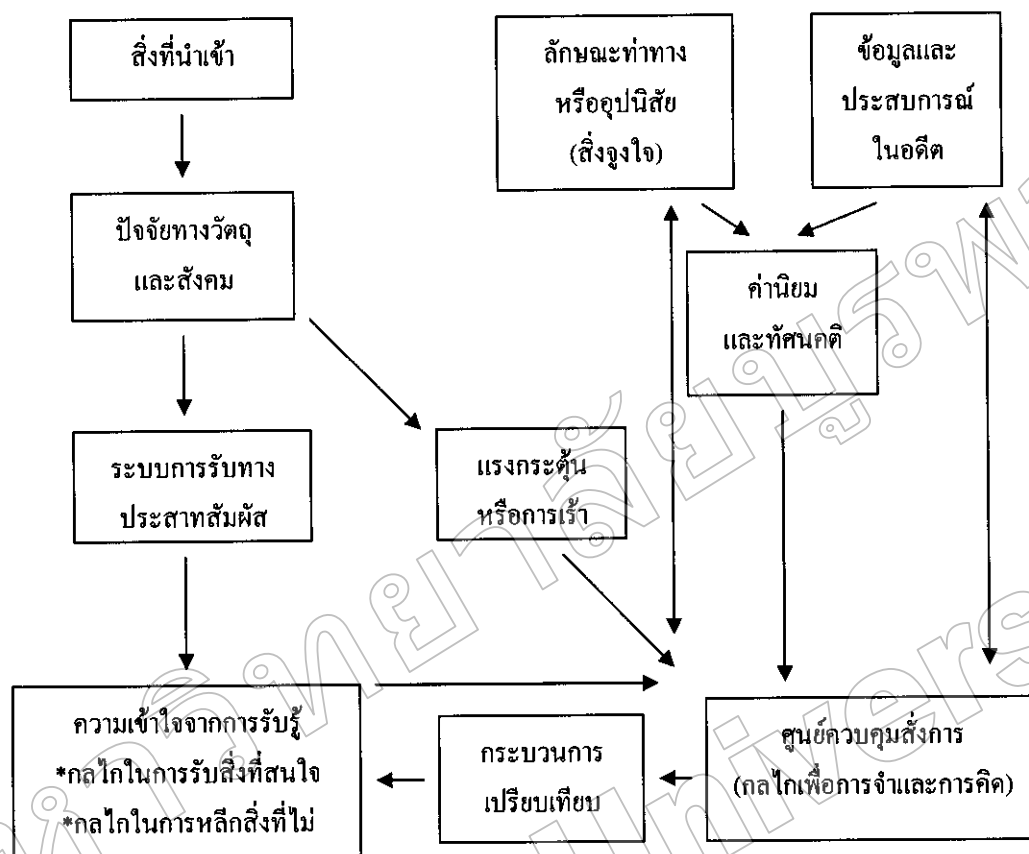 สิ่งที่นำเข้า
ลักษณะท่าทาง
หรืออุปนิสัย
(สิ่งจูงใจ)
ข้อมูลและ
ประสบการณ์
ในอดีต
ปัจจัยทางวัตถุ
และสังคม
ค่านิยม
และทัศนคติ
ระบบการรับทาง
ประสาทสัมผัส
แรงกระตุ้น
หรือการเร้า
ความเข้าใจจากการรับรู้
*กลไกในการรับสิ่งที่สนใจ
*กลไกในการหลีกสิ่งที่ไม่
กระบวนการ
เปรียบเทียบ
ศูนย์ควบคุมสั่งการ
(กลไกเพื่อการจำและการคิด)